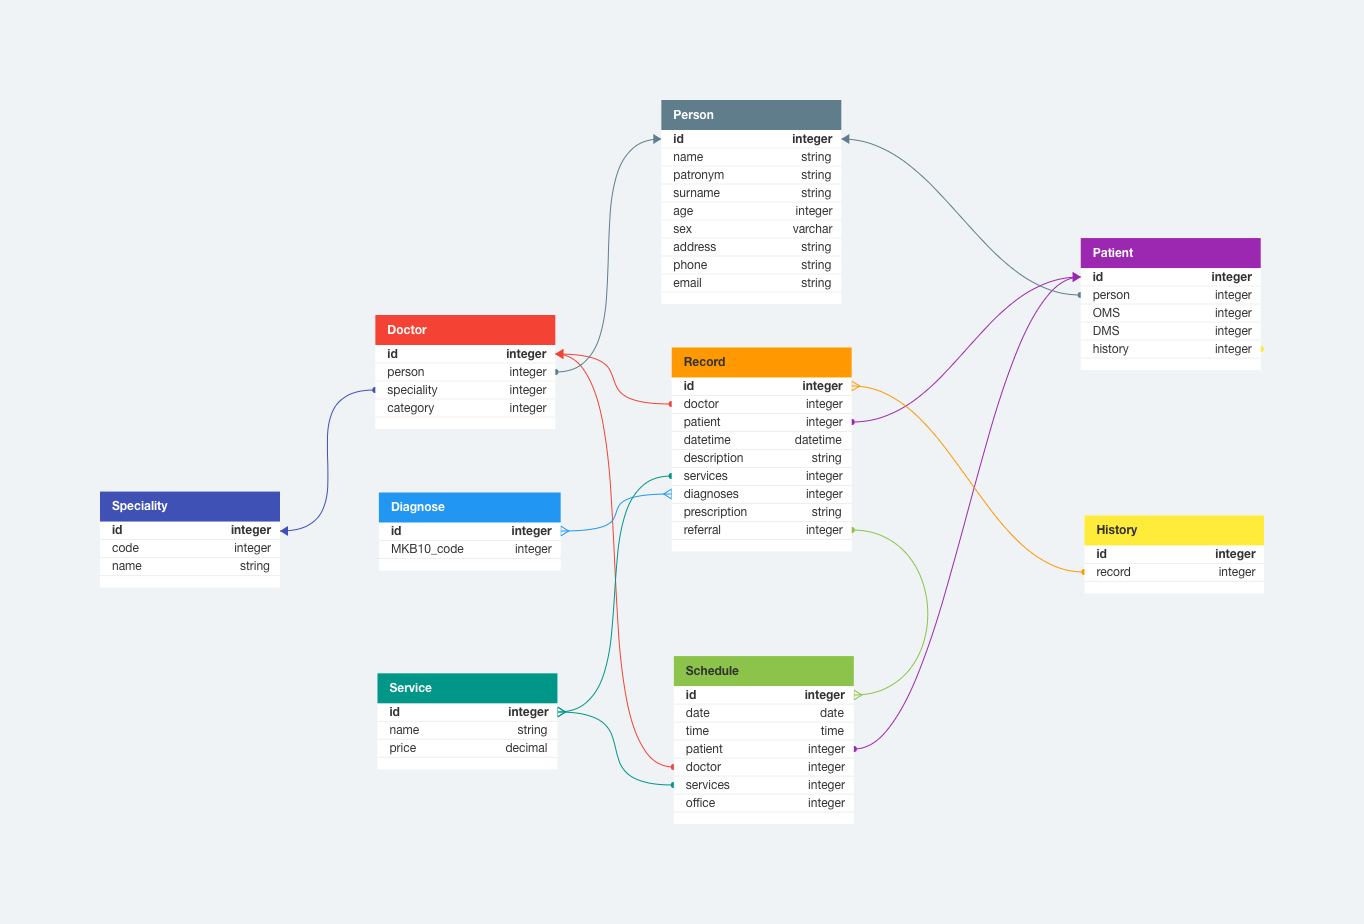 Person
id integer
name string
patronym string
surname string
age integer
sex varchar
address string
phone string
email string
Patient
id integer
person integer
OMS integer
DMS integer
history integer
Doctor
id integer
person integer
speciality integer
category integer
Record
id integer
doctor integer
patient integer
datetime datetime
description string
services integer
diagnoses integer
prescription string
referral integer
Speciality
id integer
code integer
name string
Diagnose
id integer
MKB10_code integer
History
id integer
record integer
Service
id integer
name string
price decimal
Schedule
id integer
date date
time time
patient integer
doctor integer
services integer
office integer